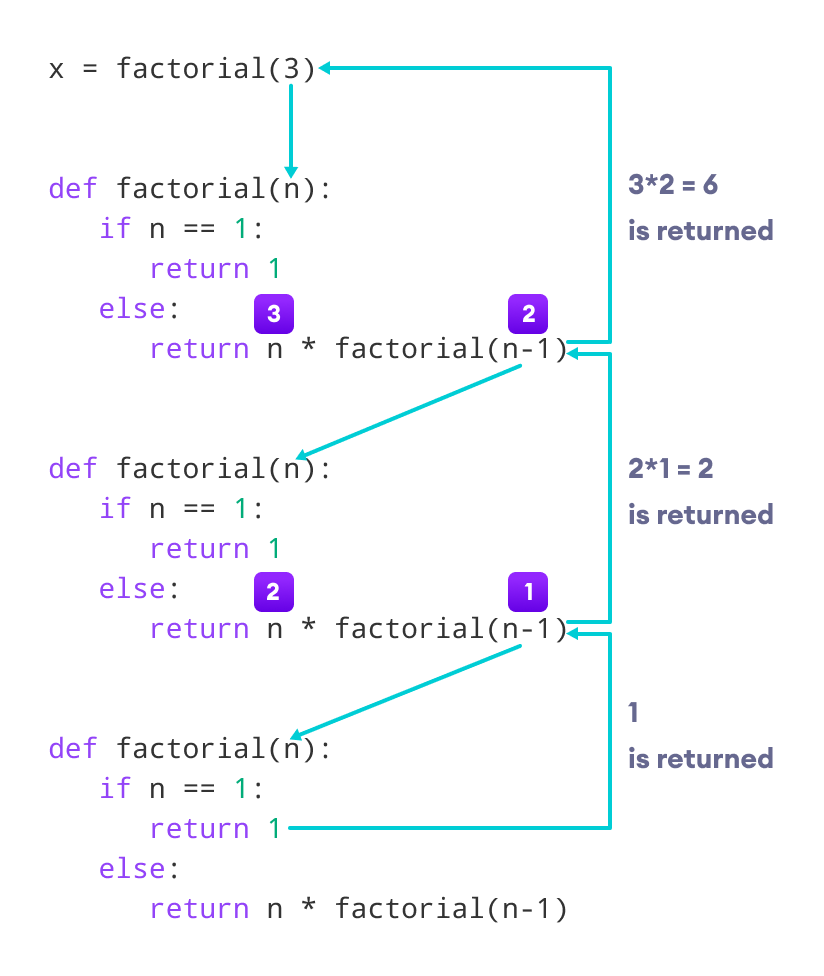 x = factorial(3)
def factorial(n):
3*2 = 6
if n == 1:
is returned
return 1
else:
3
2
return n * factorial(n-1)
def factorial(n):
2*1 = 2
if n == 1:
is returned
return 1
else:
2
1
return n * factorial(n-1)
1
def factorial(n):
is returned
if n == 1:
return 1
else:
return n * factorial(n-1)